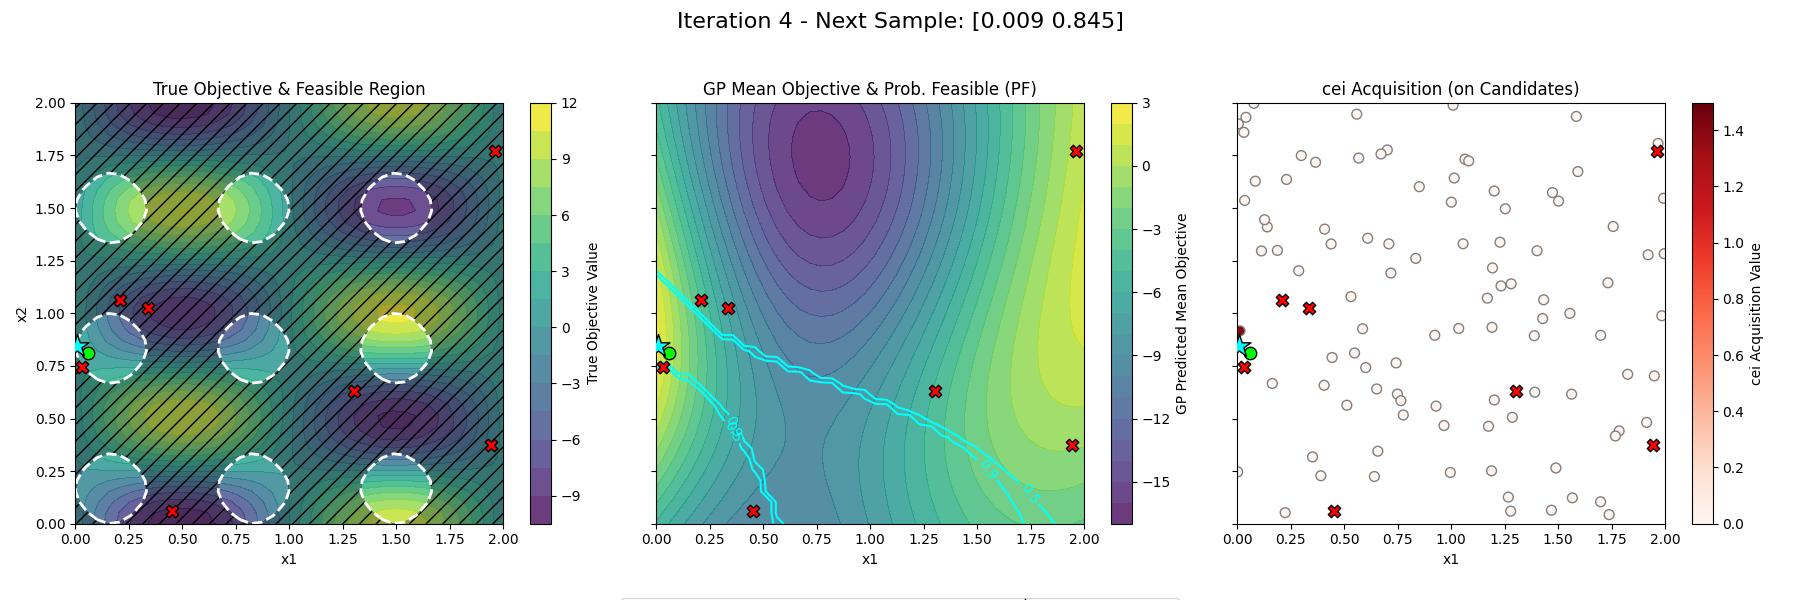 Iteration 4 - Next Sample: [0.009 0.845]
True Objective & Feasible Region
2.00
1.75
1.50
1.25
1.00
0.75
0.50
0.25
0.00
x2
0.00 0.25 0.50 0.75 1.00 1.25 1.50 1.75 2.00
x1
12
9
6
3
0
−3
−6
−9
True Objective Value
GP Mean Objective & Prob. Feasible (PF)
0.00 0.25 0.50 0.75 1.00 1.25 1.50 1.75 2.00
x1
3
0
−3
−6
−9
−12
−15
GP Predicted Mean Objective
cei Acquisition (on Candidates)
0.00 0.25 0.50 0.75 1.00 1.25 1.50 1.75 2.00
x1
1.4
1.2
1.0
0.8
0.6
0.4
0.2
0.0
cei Acquisition Value